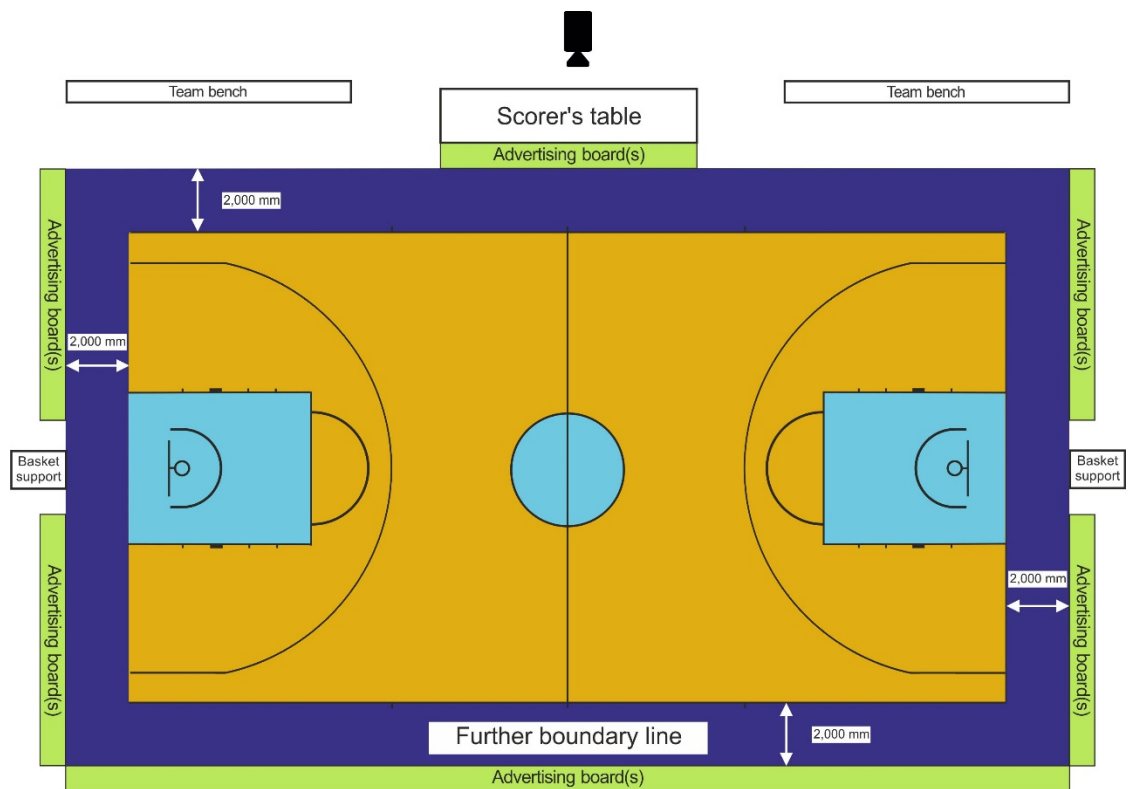 Team bench
Team bench
Scorer's table
Advertising board(s)
2,000 mm
Advertising board(s)
Advertising board(s)
2,000 mm
Basket
support
Basket
support
Advertising board(s)
Advertising board(s)
2,000 mm
Further boundary line
2,000 mm
Advertising board(s)